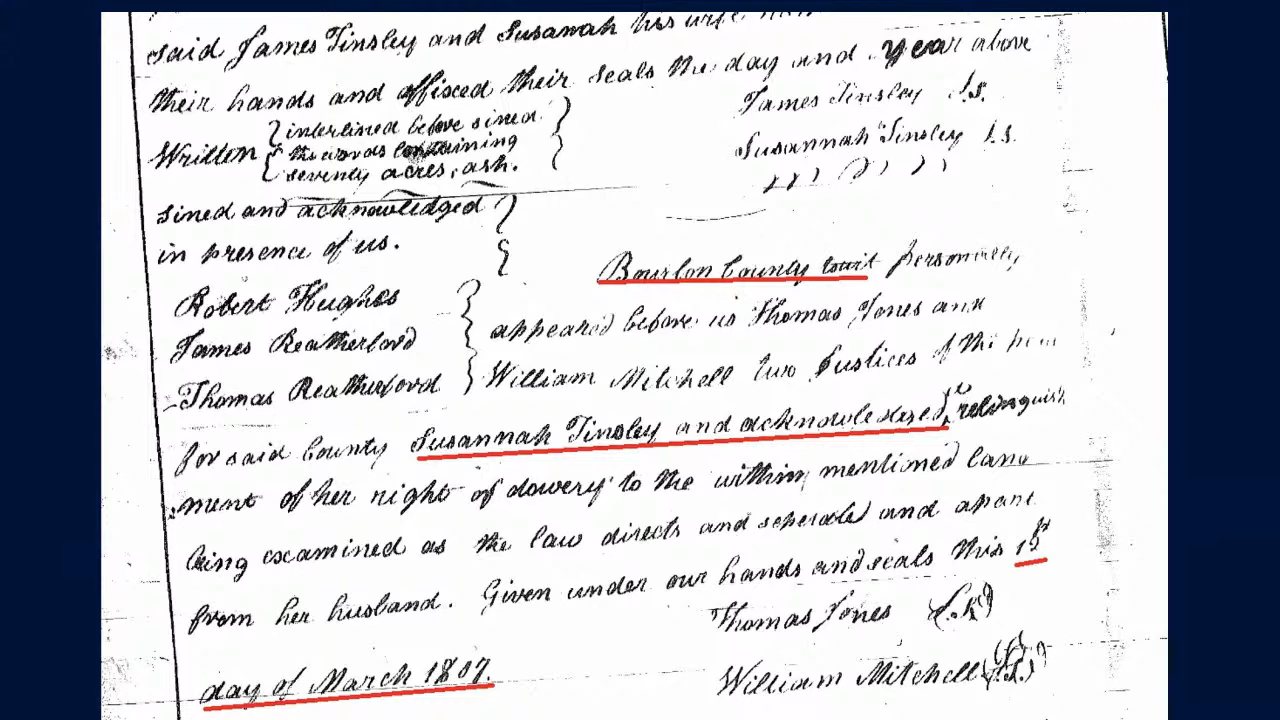 said James Tinsley and Susanah his wife
their hands and affixed their seals the day and year above
James Tinsley L.S.
Written interlined before sined
the words containing
seventy acres, ash.
Susannah Tinsley L.S.
sined and acknowledged
in presence of us.
Bourbon County towit personally
Robert Hughes
James Reatherford
Thomas Reatherford
appeared before us Thomas Jones and
William Mitchell two Justices of the
for said County Susannah Tinsley and acknowledged relinquish
ment of her right of dowery to the within mentioned land
being examined as the law directs and seperate and apart
from her husband. Given under our hands and seals this 1st
Thomas Jones
day of March 1807.
William Mitchell